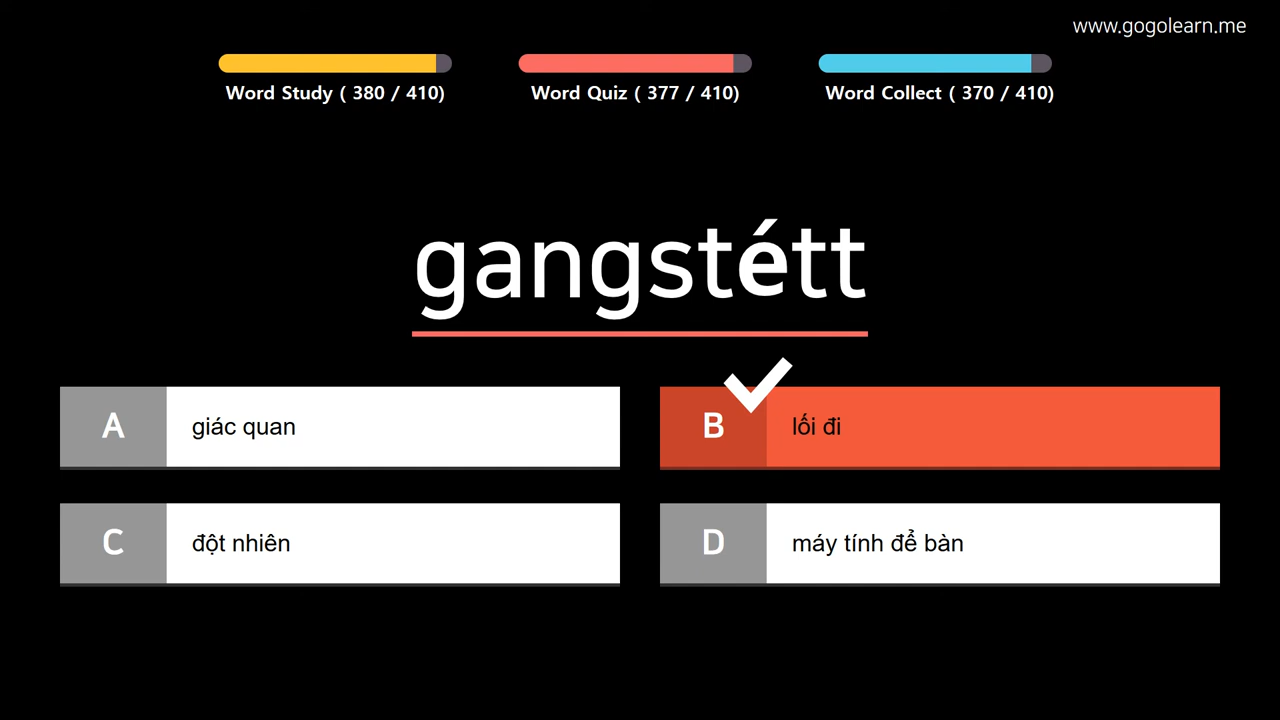 www.gogolearn.me
Word Study ( 380 / 410)
Word Quiz ( 377 / 410)
Word Collect ( 370 / 410)
gangstétt
A
giác quan
B
lối đi
C
đột nhiên
D
máy tính để bàn